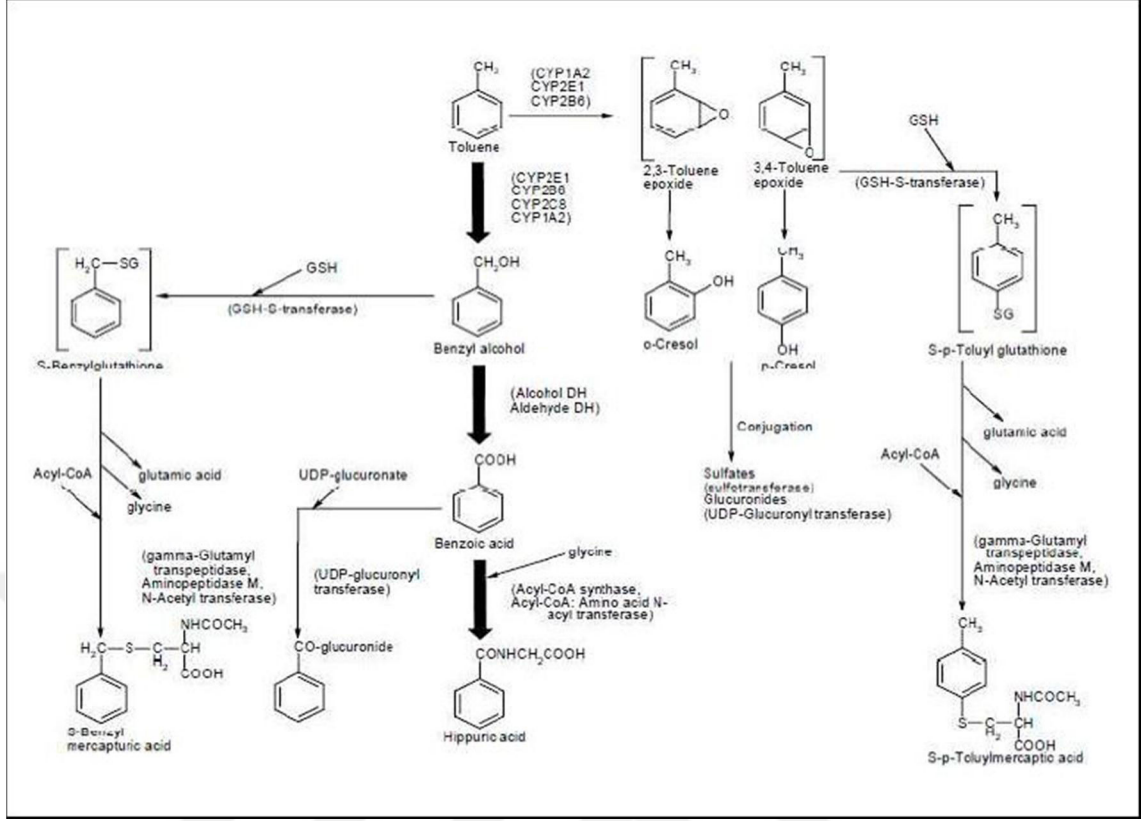 CH₃
(CYP1A2
CYP2E1
CYP2B6)
Toluene
CH₃
O
2,3-Toluene
epoxide
CH₃
O
3,4-Toluene
epoxide
GSH
(GSH-S-transferase)
(CYP2E1
CYP2B6
CYP2C8
CYP1A2)
H₂C—SG
S-Benzylglutathione
GSH
(GSH-S-transferase)
CH₂OH
Benzyl alcohol
CH₃
OH
o-Cresol
CH₃
OH
p-Cresol
CH₃
SG
S-p-Toluyl glutathione
(Alcohol DH
Aldehyde DH)
Conjugation
Sulfates
(sulfotransferase)
Glucuronides
(UDP-Glucuronyl transferase)
Acyl-CoA
glutamic acid
glycine
(gamma-Glutamyl
transpeptidase,
Aminopeptidase M,
N-Acetyl transferase)
UDP-glucuronate
(UDP-glucuronyl
transferase)
COOH
Benzoic acid
glycine
(Acyl-CoA synthase,
Acyl-CoA: Amino acid N-
acyl transferase)
glutamic acid
Acyl-CoA
glycine
(gamma-Glutamyl
transpeptidase,
Aminopeptidase M,
N-Acetyl transferase)
NHCOCH₃
H₂C—S—C—CH
H₂
COOH
S-Benzyl
mercapturic acid
CO-glucuronide
CONHCH₂COOH
Hippuric acid
CH₃
NHCOCH₃
S—C—CH
H₂
COOH
S-p-Toluylmercaptic acid